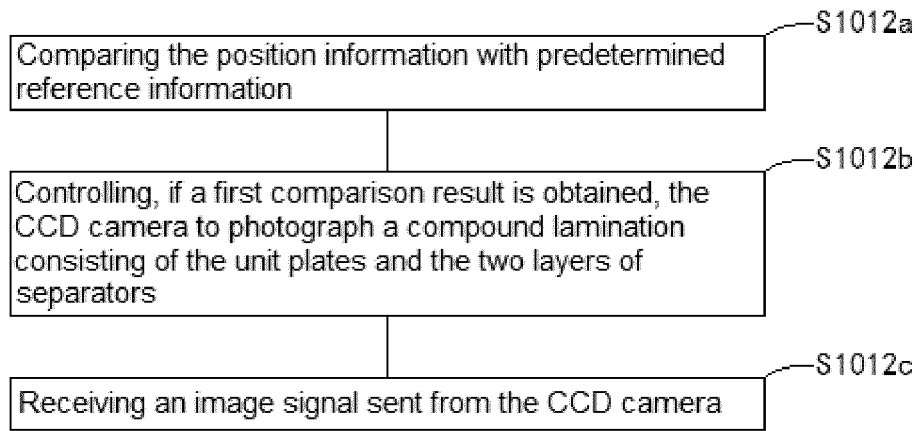 S1012a
Comparing the position information with predetermined
reference information
S1012b
Controlling, if a first comparison result is obtained, the
CCD camera to photograph a compound lamination
consisting of the unit plates and the two layers of
separators
S1012c
Receiving an image signal sent from the CCD camera